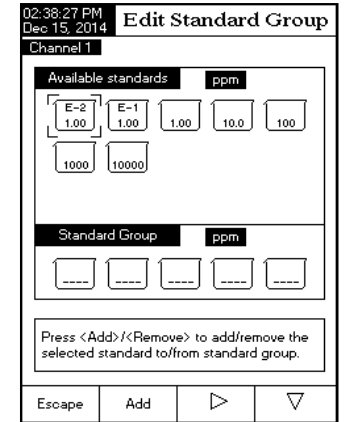 02:38:27 PM
Dec 15, 2014
Edit Standard Group
Channel 1
Available standards ppm
E-2 E-1
1.00 1.00 1.00 10.0 100
1000 10000
Standard Group ppm
---- ---- ---- ---- ----
Press <Add>/<Remove> to add/remove the
selected standard to/from standard group.
Escape Add